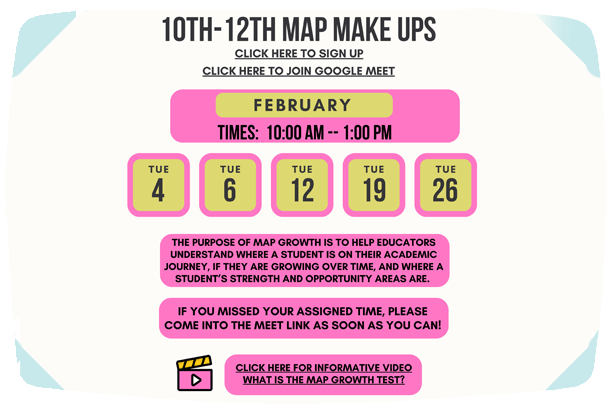 10TH-12TH MAP MAKE UPS
CLICK HERE TO SIGN UP
CLICK HERE TO JOIN GOOGLE MEET
FEBRUARY
TIMES: 10:00 AM -- 1:00 PM
TUE TUE TUE TUE TUE
4 6 12 19 26
THE PURPOSE OF MAP GROWTH IS TO HELP EDUCATORS
UNDERSTAND WHERE A STUDENT IS ON THEIR ACADEMIC
JOURNEY, IF THEY ARE GROWING OVER TIME, AND WHERE A
STUDENT'S STRENGTH AND OPPORTUNITY AREAS ARE.
IF YOU MISSED YOUR ASSIGNED TIME, PLEASE
COME INTO THE MEET LINK AS SOON AS YOU CAN!
CLICK HERE FOR INFORMATIVE VIDEO
WHAT IS THE MAP GROWTH TEST?